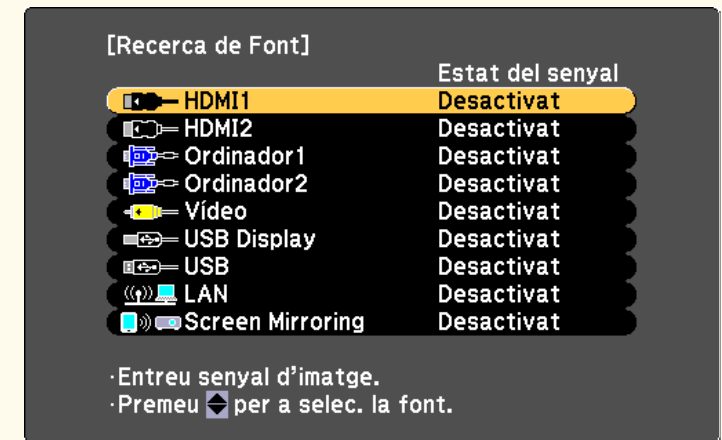 [Recerca de Font]
Estat del senyal
HDMI1 Desactivat
HDMI2 Desactivat
Ordinador1 Desactivat
Ordinador2 Desactivat
Vídeo Desactivat
USB Display Desactivat
USB Desactivat
LAN Desactivat
Screen Mirroring Desactivat
·Entreu senyal d'imatge.
·Premeu per a selec. la font.